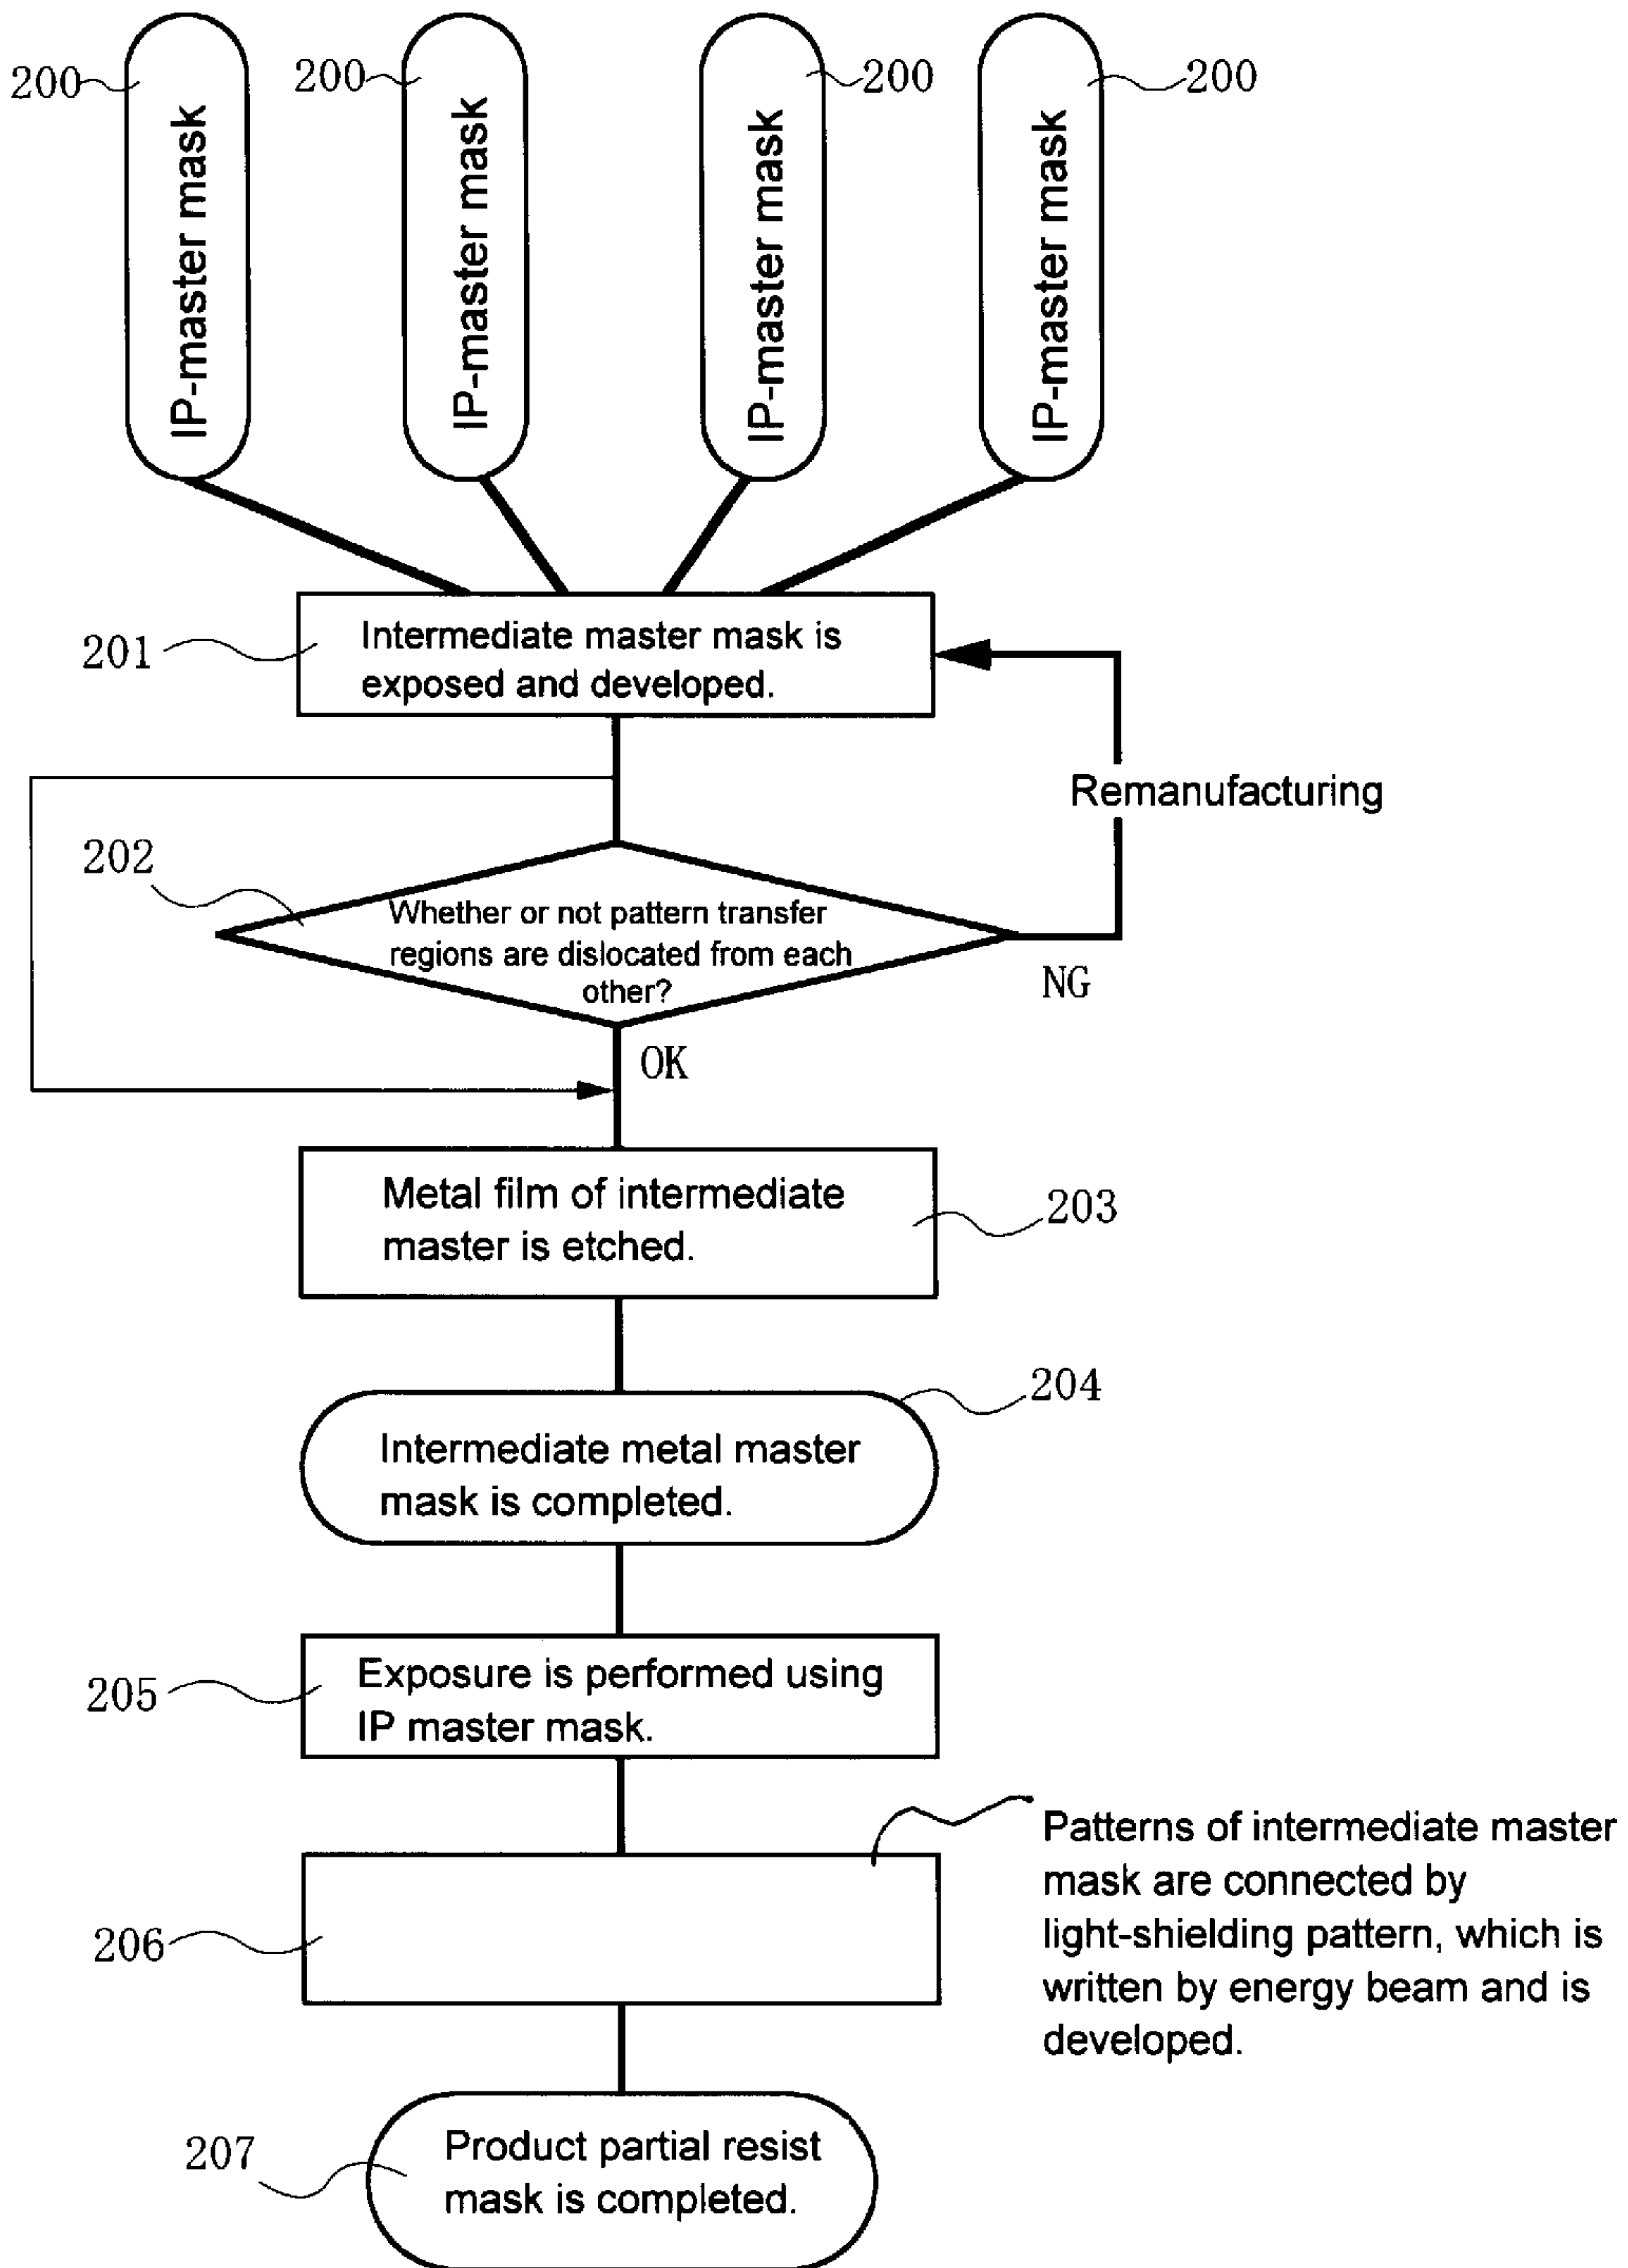 200
200
200
200
IP-master mask
IP-master mask
IP-master mask
IP-master mask
201
Intermediate master mask is
exposed and developed.
Remanufacturing
202
Whether or not pattern transfer
regions are dislocated from each
other?
NG
OK
Metal film of intermediate
master is etched.
203
204
Intermediate metal master
mask is completed.
205
Exposure is performed using
IP master mask.
206
Patterns of intermediate master
mask are connected by
light-shielding pattern, which is
written by energy beam and is
developed.
207
Product partial resist
mask is completed.